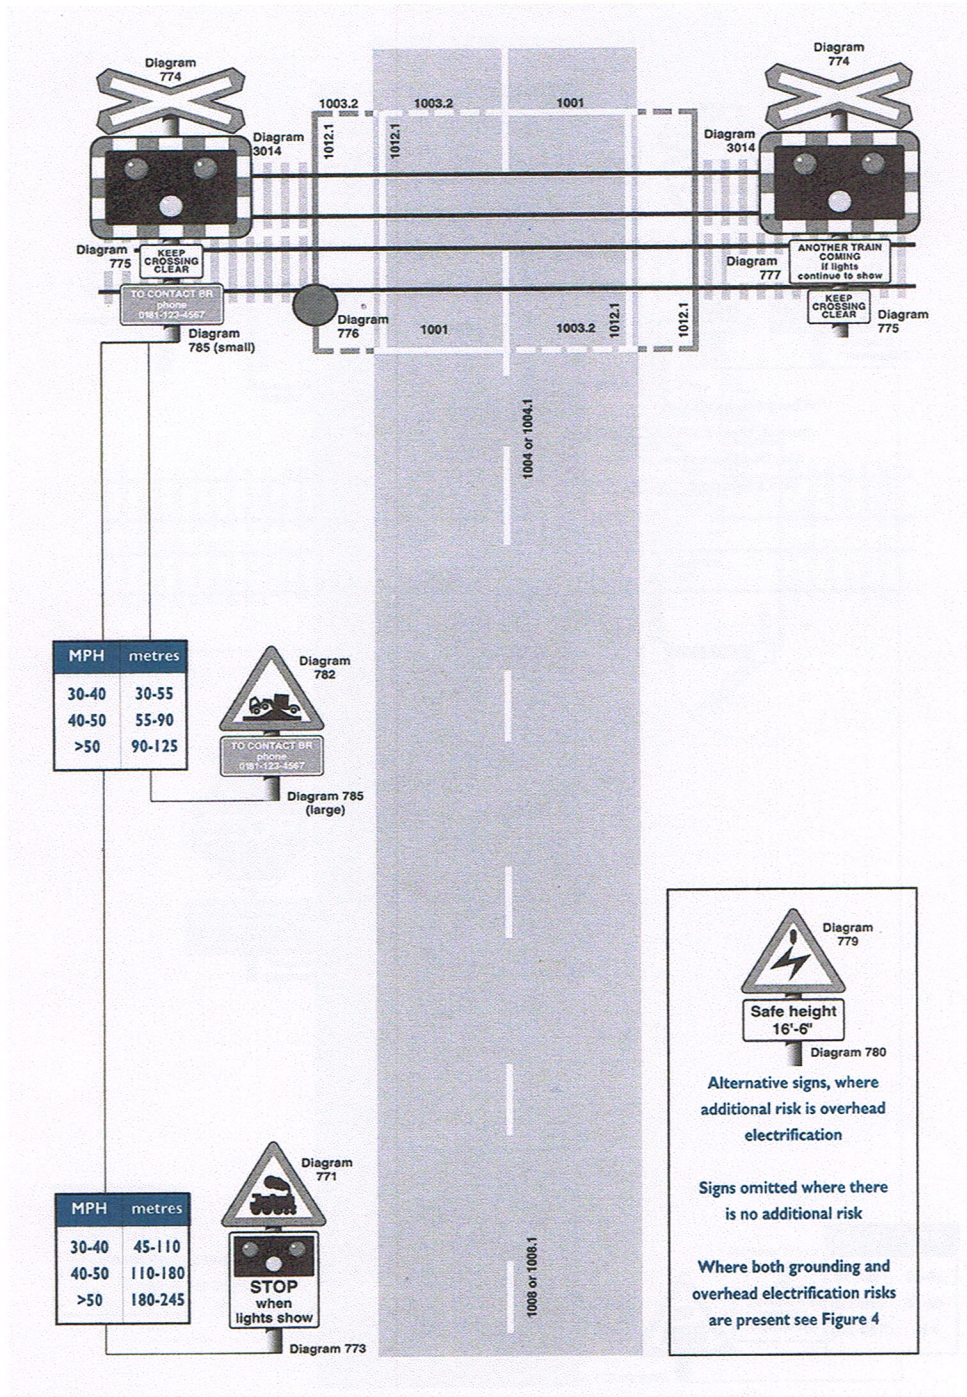 Diagram
774
Diagram
774
1003.2
1003.2
1001
1012.1
1012.1
Diagram
3014
Diagram
3014
Diagram
775
KEEP
CROSSING
CLEAR
ANOTHER TRAIN
COMING
if lights
continue to show
Diagram
777
TO CONTACT BR
phone
0181-123-4567
KEEP
CROSSING
CLEAR
Diagram
775
Diagram
776
Diagram
785 (small)
1001
1003.2
1012.1
1012.1
1004 or 1004.1
MPH metres
30-40 30-55
40-50 55-90
>50 90-125
Diagram
782
TO CONTACT BR
phone
0181-123-4567
Diagram 785
(large)
Diagram
779
Safe height
16'-6"
Diagram 780
Alternative signs, where
additional risk is overhead
electrification
Signs omitted where there
is no additional risk
Where both grounding and
overhead electrification risks
are present see Figure 4
Diagram
771
MPH metres
30-40 45-110
40-50 110-180
>50 180-245
STOP
when
lights show
Diagram 773
1008 or 1008.1